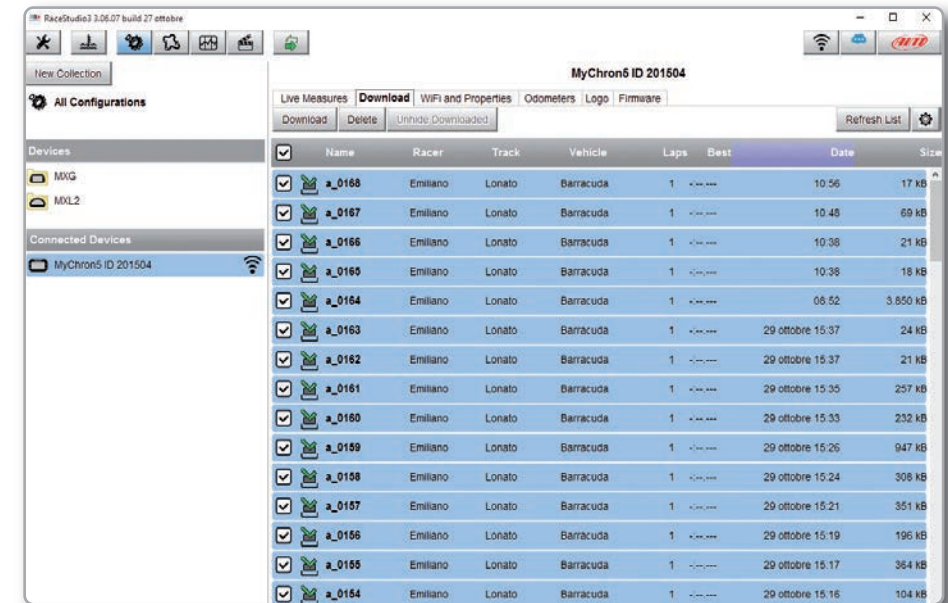 RaceStudio3 3.06.07 build 27 ottobre
AiM
New Collection
MyChron5 ID 201504
All Configurations
Live Measures Download WiFi and Properties Odometers Logo Firmware
Download Delete Unhide Downloaded Refresh List
Devices
Name Racer Track Vehicle Laps Best Date Size
MXG
MXL2
Connected Devices
MyChron5 ID 201504
a_0168 Emiliano Lonato Barracuda 1 -:--.--- 10:56 17 kB
a_0167 Emiliano Lonato Barracuda 1 -:--.--- 10:48 69 kB
a_0166 Emiliano Lonato Barracuda 1 -:--.--- 10:38 21 kB
a_0165 Emiliano Lonato Barracuda 1 -:--.--- 10:38 18 kB
a_0164 Emiliano Lonato Barracuda 1 -:--.--- 08:52 3.850 kB
a_0163 Emiliano Lonato Barracuda 1 -:--.--- 29 ottobre 15:37 24 kB
a_0162 Emiliano Lonato Barracuda 1 -:--.--- 29 ottobre 15:37 21 kB
a_0161 Emiliano Lonato Barracuda 1 -:--.--- 29 ottobre 15:35 257 kB
a_0160 Emiliano Lonato Barracuda 1 -:--.--- 29 ottobre 15:33 232 kB
a_0159 Emiliano Lonato Barracuda 1 -:--.--- 29 ottobre 15:26 947 kB
a_0158 Emiliano Lonato Barracuda 1 -:--.--- 29 ottobre 15:24 308 kB
a_0157 Emiliano Lonato Barracuda 1 -:--.--- 29 ottobre 15:21 351 kB
a_0156 Emiliano Lonato Barracuda 1 -:--.--- 29 ottobre 15:19 196 kB
a_0155 Emiliano Lonato Barracuda 1 -:--.--- 29 ottobre 15:17 364 kB
a_0154 Emiliano Lonato Barracuda 1 -:--.--- 29 ottobre 15:16 104 kB